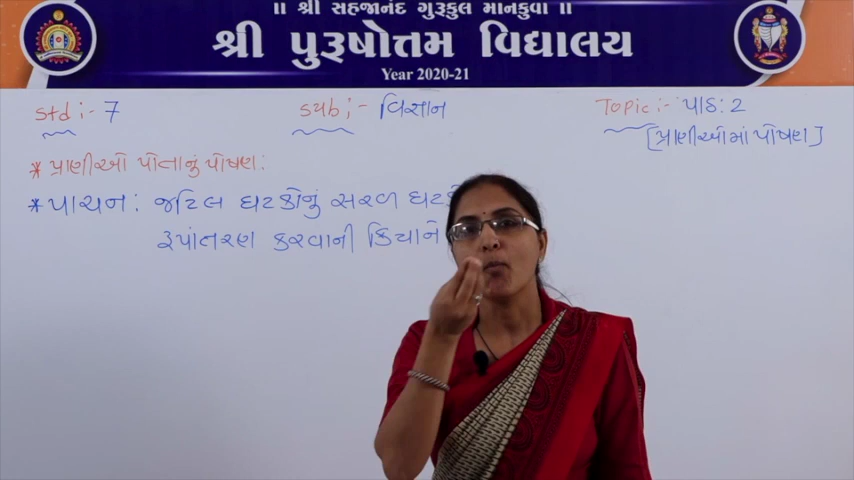 ॥ શ્રી સહજાનંદ ગુરૂકુલ માનકુવા ॥
શ્રી પુરૂષોત્તમ વિદ્યાલય
Year 2020-21
Std :- 7
Sub :- વિજ્ઞાન
Topic :- પાઠ: 2
[પ્રાણીઓમાં પોષણ]
* પ્રાણીઓ પોતાનું પોષણ:
* પાચન: જટિલ ઘટકોનું સરળ
રૂપાંતરણ કરવાની ક્રિયાને